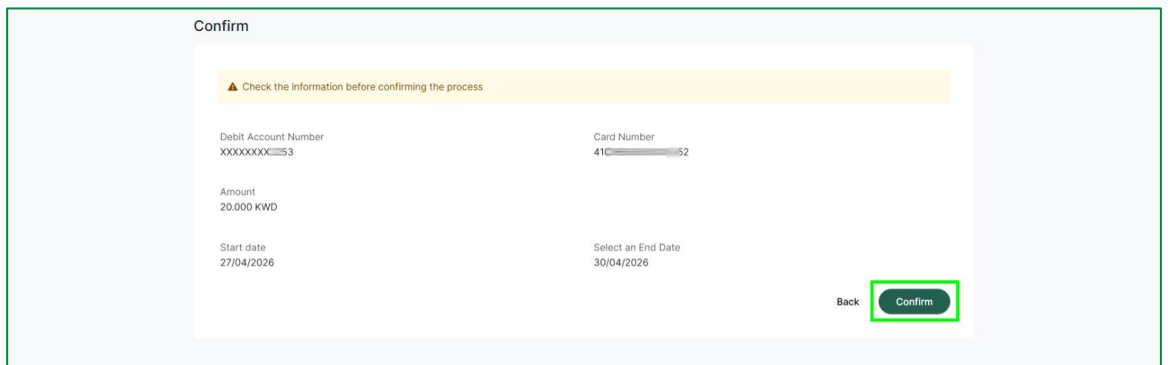 Confirm
Check the information before confirming the process
Debit Account Number
Card Number
Amount
20.000 KWD
Start date
27/04/2026
Select an End Date
30/04/2026
Back
Confirm